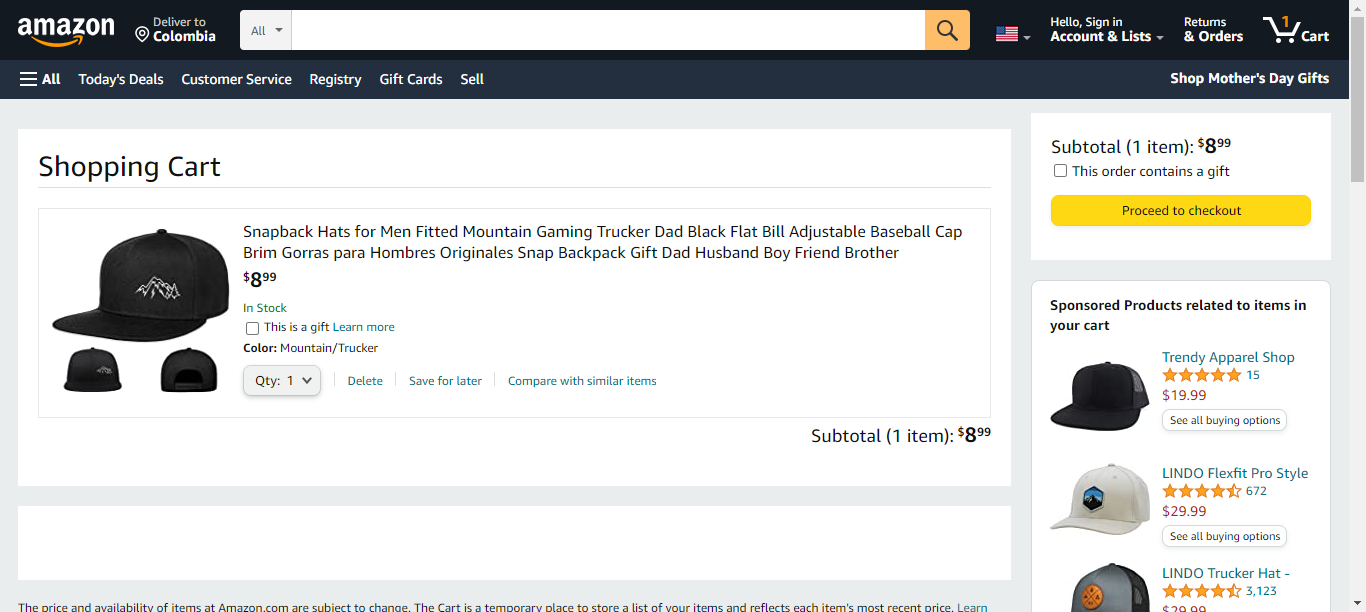 amazon
Deliver to
Colombia
All
Hello, Sign in
Account & Lists
Returns
& Orders
1
Cart
All
Today's Deals
Customer Service
Registry
Gift Cards
Sell
Shop Mother's Day Gifts
Shopping Cart
Snapback Hats for Men Fitted Mountain Gaming Trucker Dad Black Flat Bill Adjustable Baseball Cap
Brim Gorras para Hombres Originales Snap Backpack Gift Dad Husband Boy Friend Brother
$899
In Stock
This is a gift Learn more
Color: Mountain/Trucker
Qty: 1
Delete
Save for later
Compare with similar items
Subtotal (1 item): $899
The price and availability of items at Amazon.com are subject to change. The Cart is a temporary place to store a list of your items and reflects each item's most recent price. Learn
Subtotal (1 item): $899
This order contains a gift
Proceed to checkout
Sponsored Products related to items in
your cart
Trendy Apparel Shop
15
$19.99
See all buying options
LINDO Flexfit Pro Style
672
$29.99
See all buying options
LINDO Trucker Hat -
3,123
$29.99